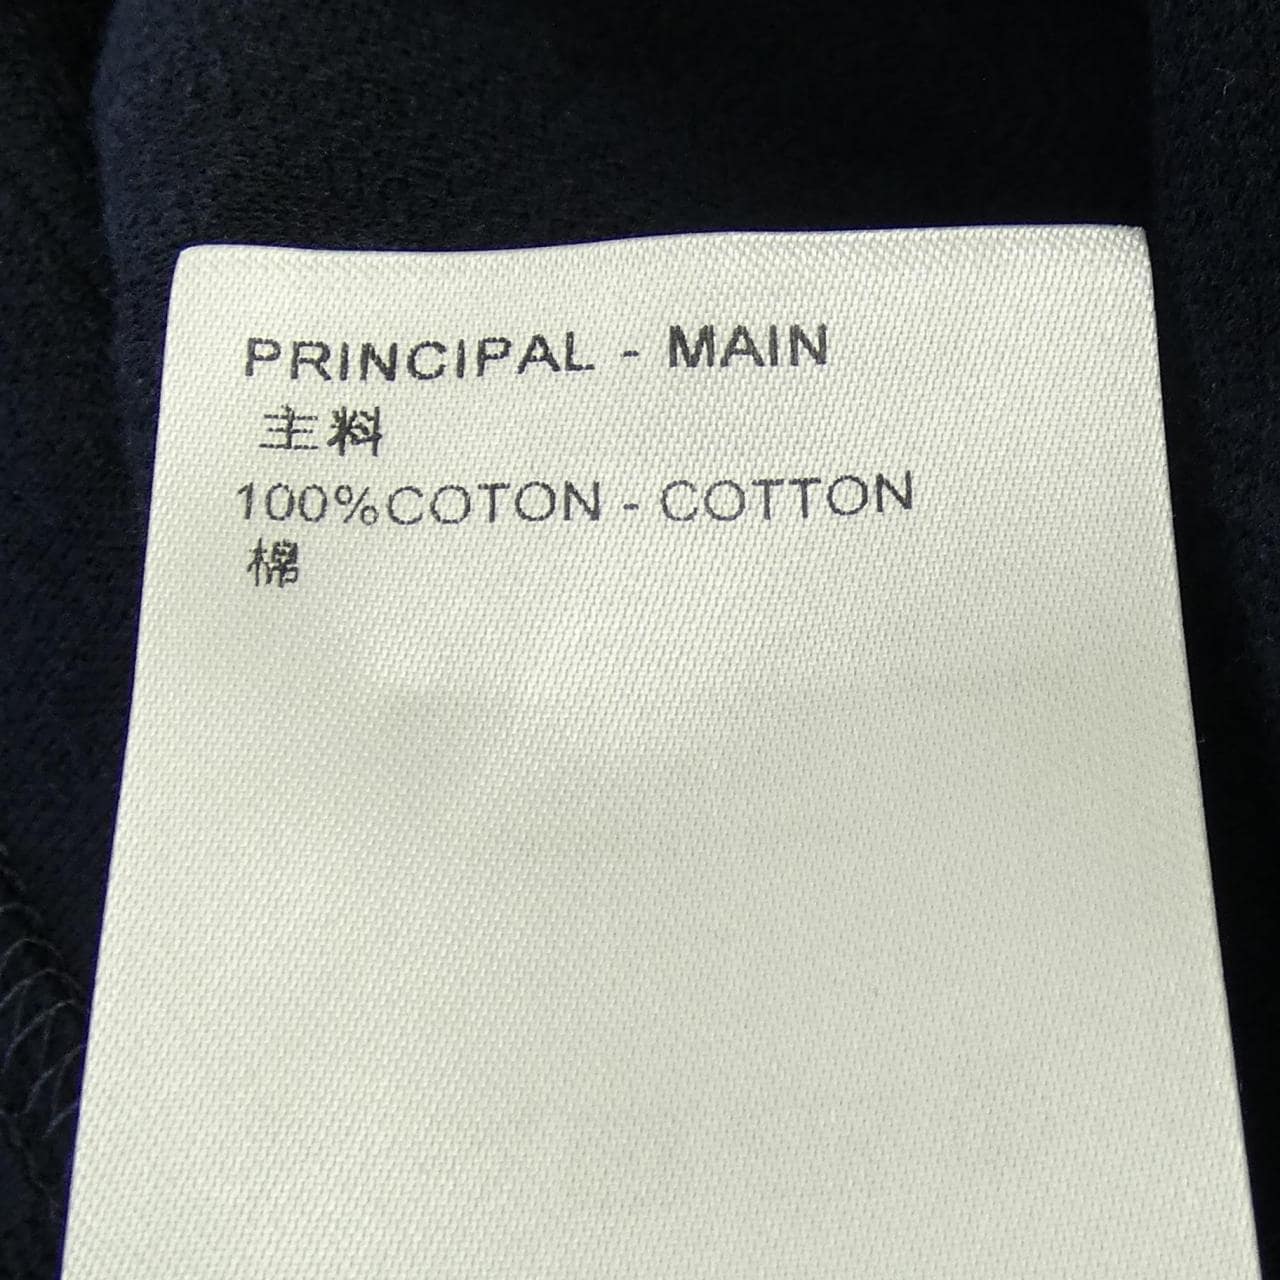 PRINCIPAL - MAIN
主料
100%COTON - COTTON
棉